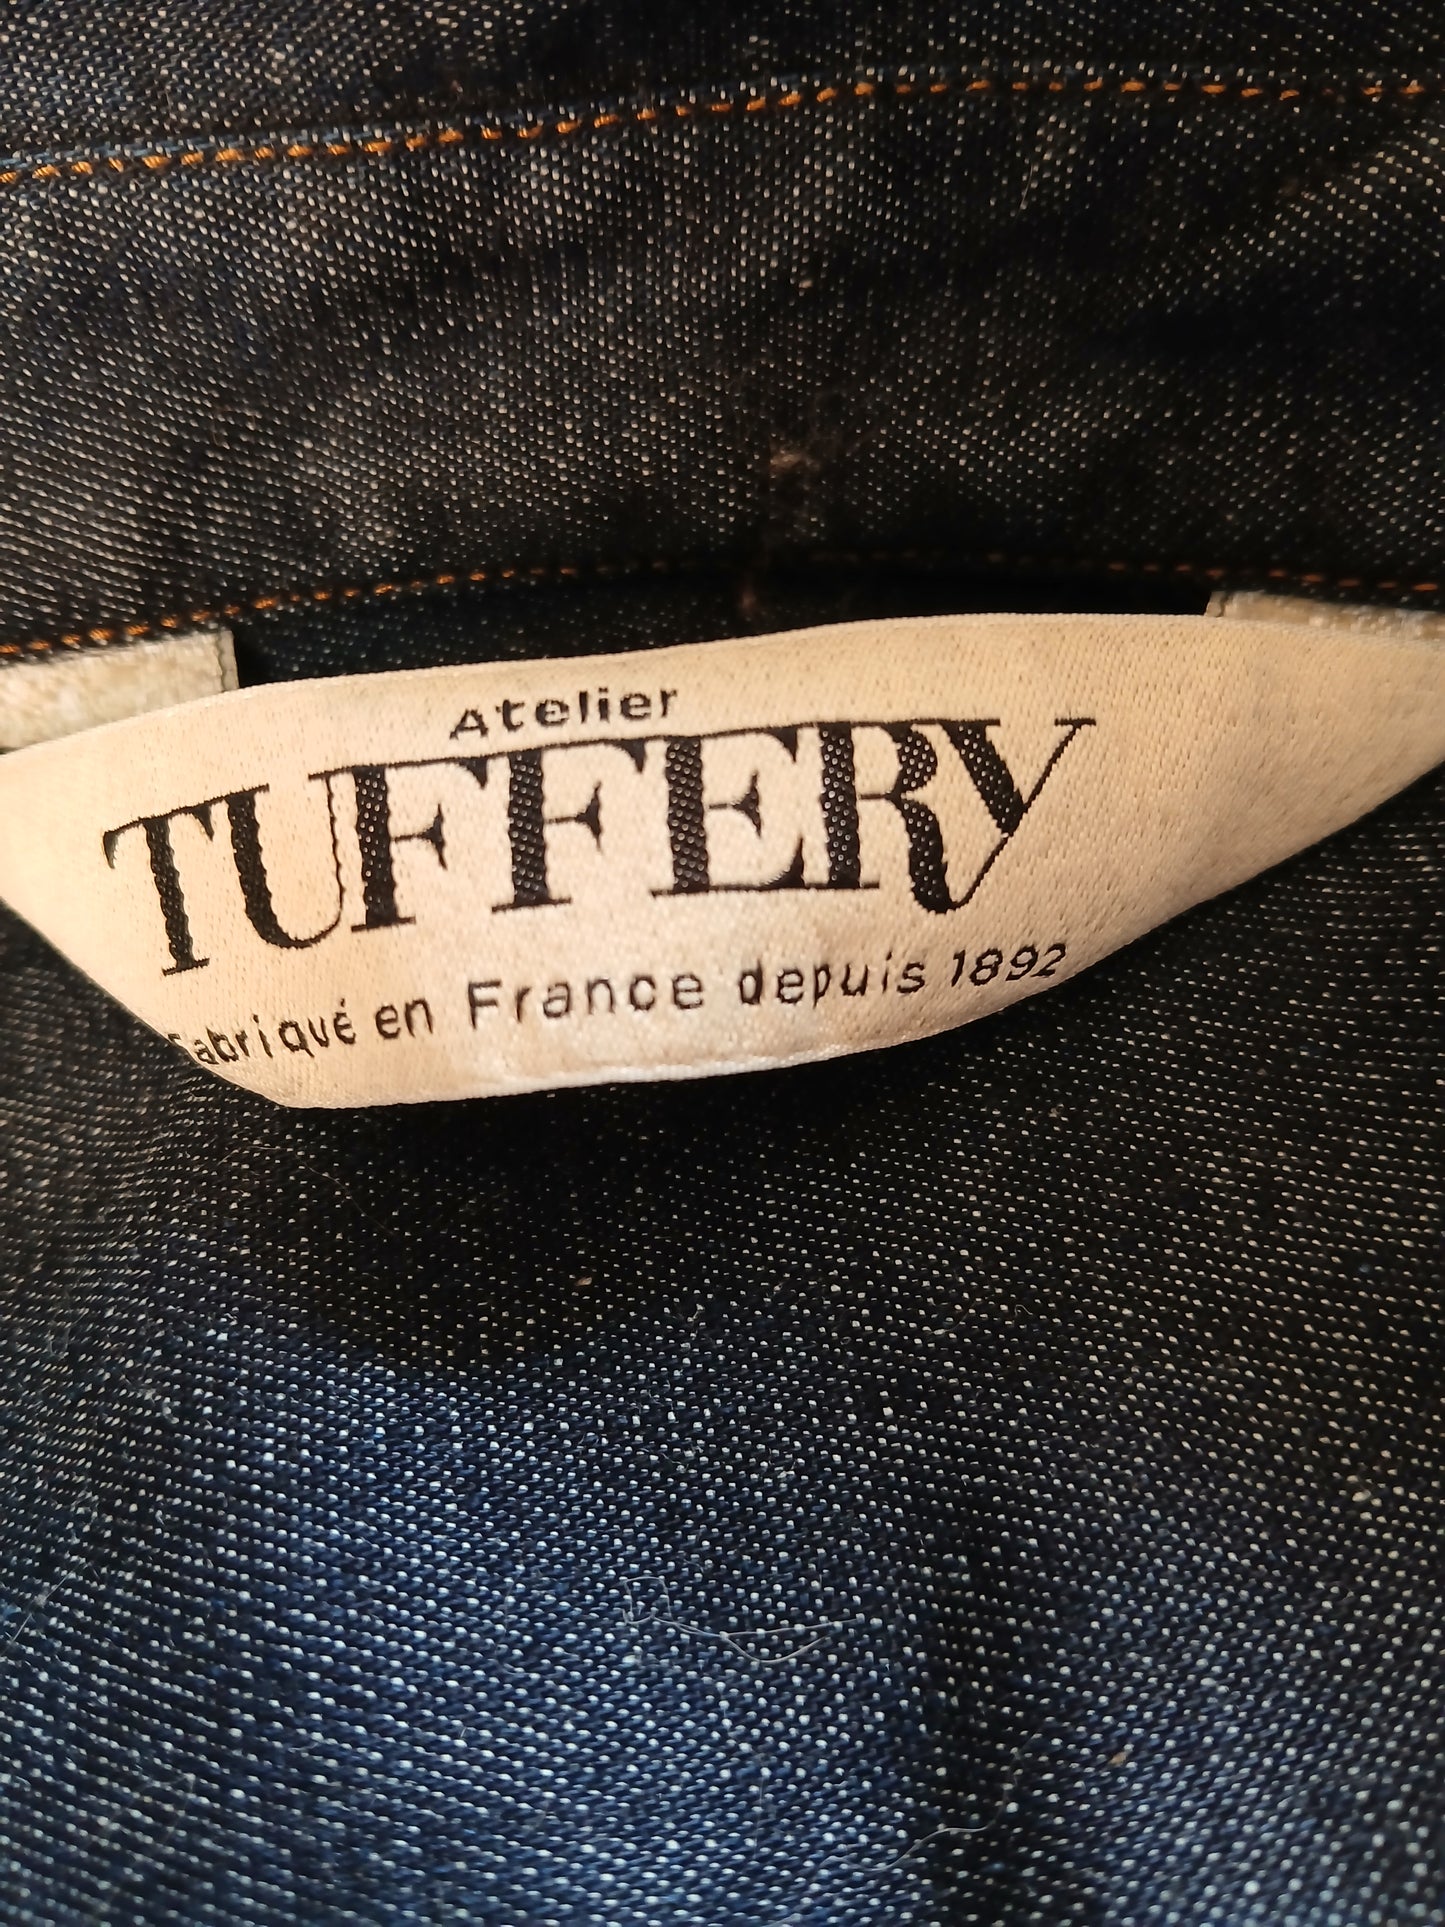 Atelier
TUFFERY
Fabriqué en France depuis 1892